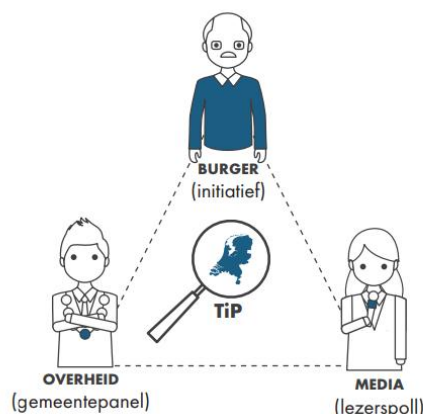 BURGER
(initiatief)
TiP
OVERHEID
(gemeentepanel)
MEDIA
(lezerspoll)